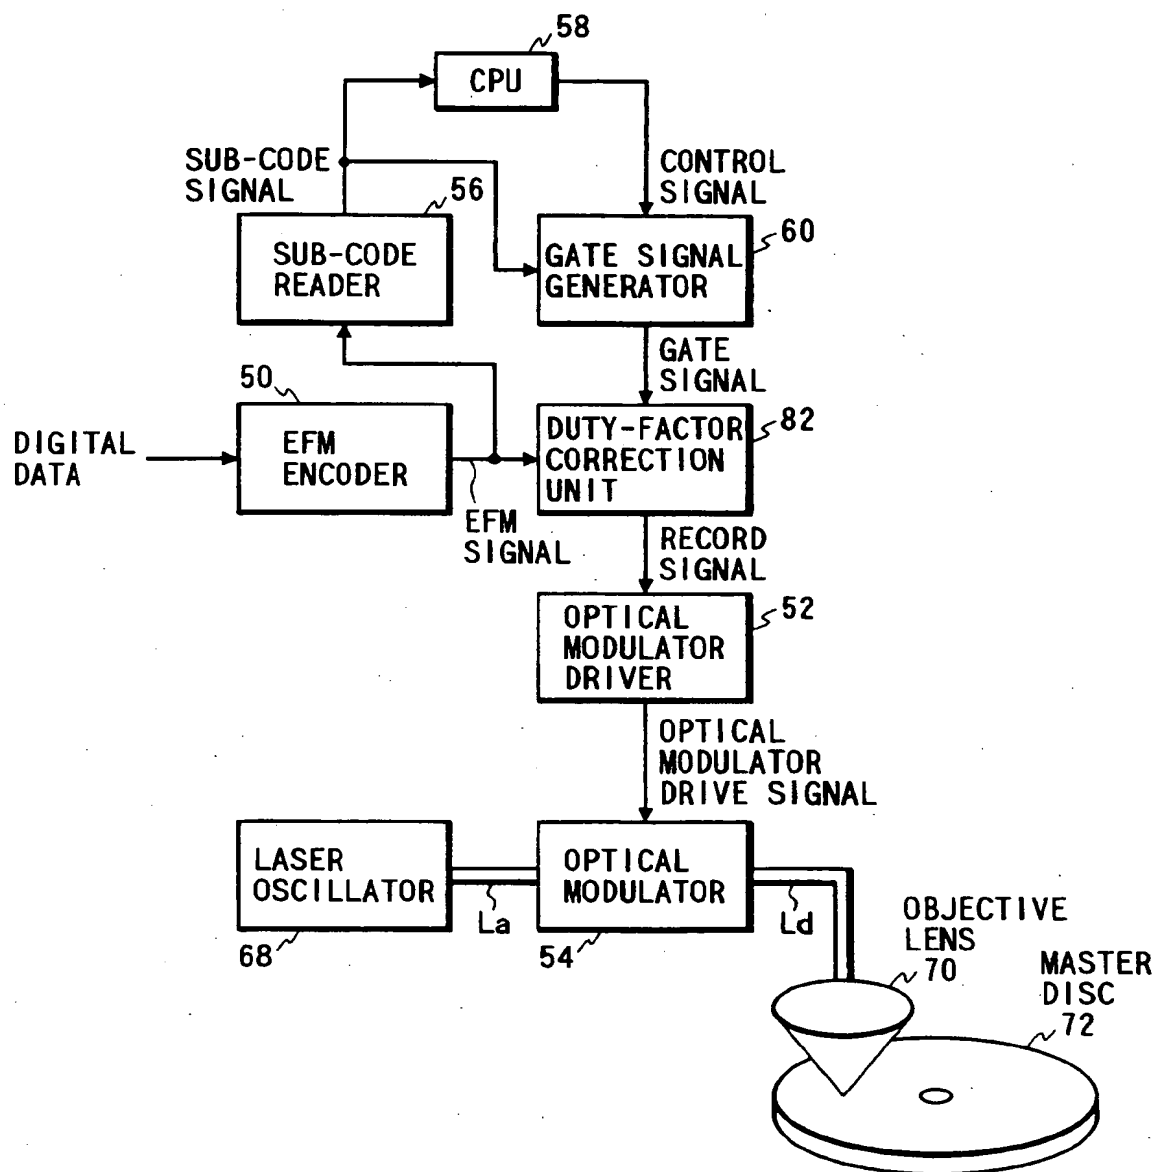 58
CPU
SUB-CODE
SIGNAL
56
CONTROL
SIGNAL
60
SUB-CODE
READER
GATE SIGNAL
GENERATOR
GATE
SIGNAL
50
82
DIGITAL
DATA
EFM
ENCODER
DUTY-FACTOR
CORRECTION
UNIT
EFM
SIGNAL
RECORD
SIGNAL
52
OPTICAL
MODULATOR
DRIVER
OPTICAL
MODULATOR
DRIVE SIGNAL
LASER
OSCILLATOR
OPTICAL
MODULATOR
La
Ld
68
54
OBJECTIVE
LENS
70
MASTER
DISC
72